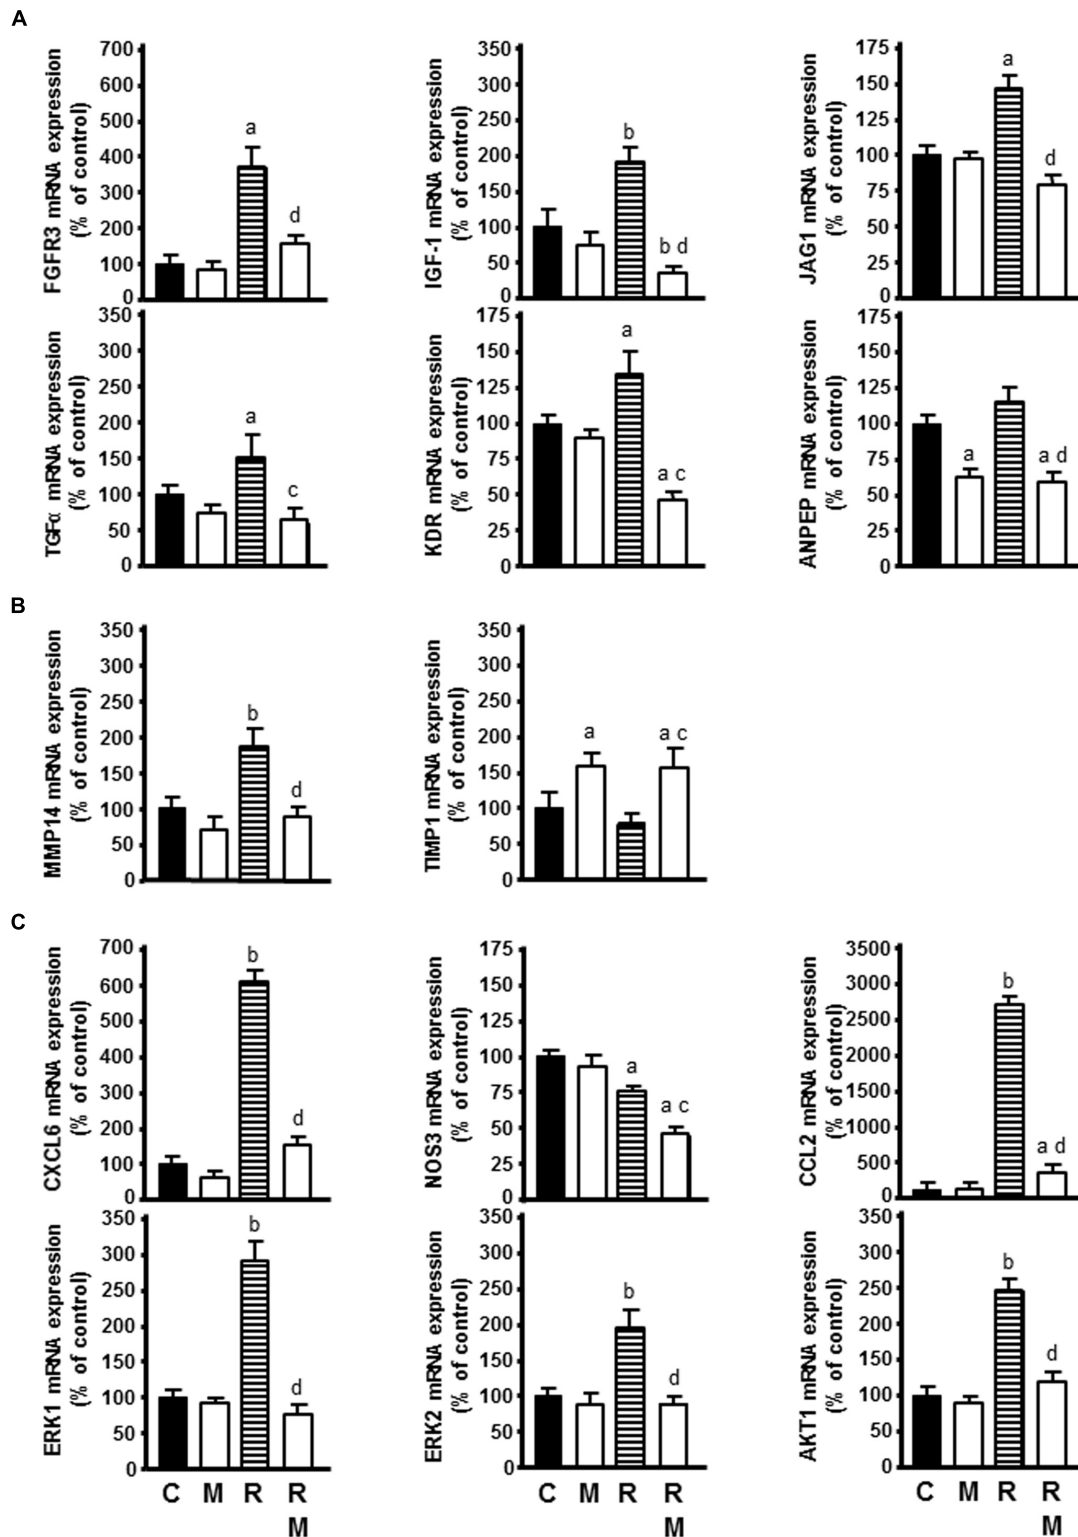 A
FGFR3 mRNA expression
(% of control)
700
600
500
400
300
200
100
0
a
d
IGF-1 mRNA expression
(% of control)
350
300
250
200
150
100
50
0
b
b d
JAG1 mRNA expression
(% of control)
175
150
125
100
75
50
25
0
a
d
TGFα mRNA expression
(% of control)
350
300
250
200
150
100
50
0
a
c
KDR mRNA expression
(% of control)
175
150
125
100
75
50
25
0
a
a c
ANPEP mRNA expression
(% of control)
175
150
125
100
75
50
25
0
a
a d
B
MMP14 mRNA expression
(% of control)
350
300
250
200
150
100
50
0
b
d
TIMP1 mRNA expression
(% of control)
350
300
250
200
150
100
50
0
a
a c
C
CXCL6 mRNA expression
(% of control)
700
600
500
400
300
200
100
0
b
d
NOS3 mRNA expression
(% of control)
175
150
125
100
75
50
25
0
a
a c
CCL2 mRNA expression
(% of control)
3500
3000
2500
2000
1500
1000
500
0
b
a d
ERK1 mRNA expression
(% of control)
350
300
250
200
150
100
50
0
b
d
C M R R
M
ERK2 mRNA expression
(% of control)
350
300
250
200
150
100
50
0
b
d
C M R R
M
AKT1 mRNA expression
(% of control)
350
300
250
200
150
100
50
0
b
d
C M R R
M